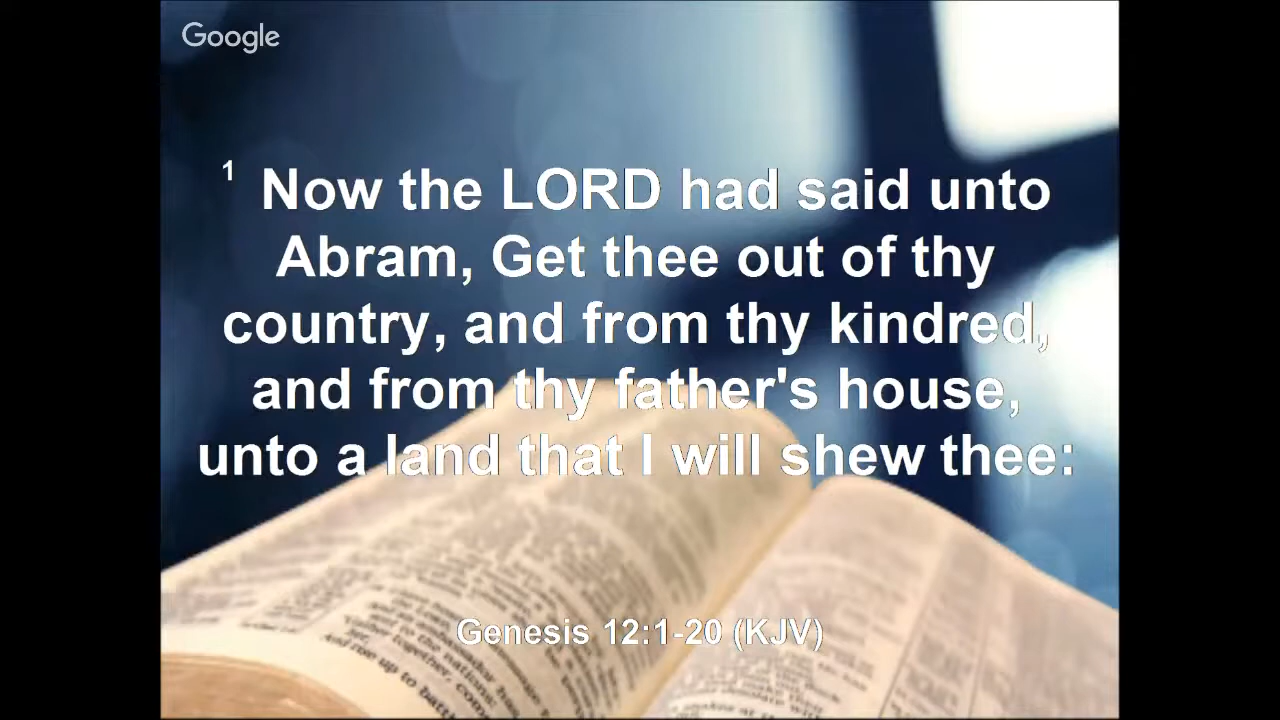 Google
1 Now the LORD had said unto
Abram, Get thee out of thy
country, and from thy kindred,
and from thy father's house,
unto a land that I will shew thee:
Genesis 12:1-20 (KJV)